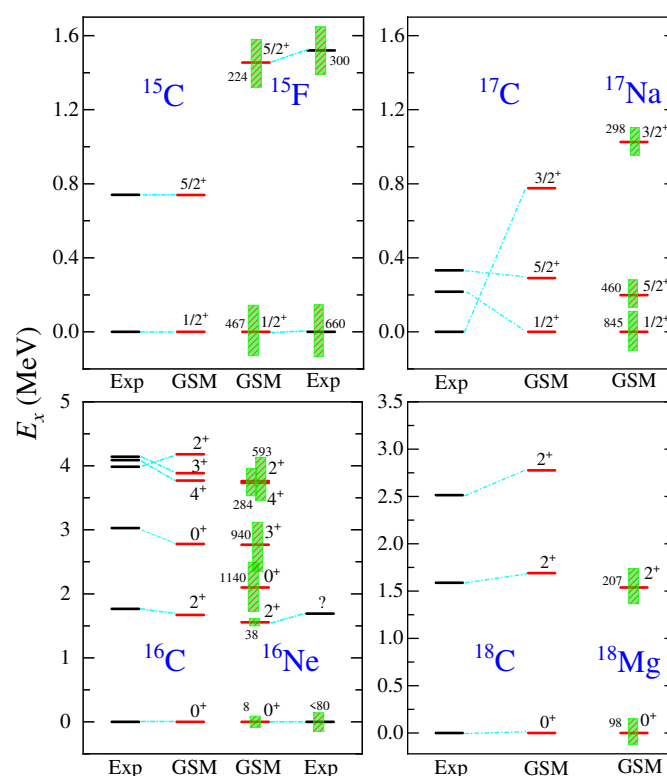 1.6
1.2
0.8
0.4
0.0
¹⁵C
¹⁵F
5/2⁺
224
300
5/2⁺
1/2⁺
467
1/2⁺
660
Exp
GSM
GSM
Exp
1.6
1.2
0.8
0.4
0.0
¹⁷C
¹⁷Na
298
3/2⁺
3/2⁺
5/2⁺
460
5/2⁺
1/2⁺
845
1/2⁺
Exp
GSM
GSM
Eₓ (MeV)
5
4
3
2
1
0
2⁺
3⁺
4⁺
593
2⁺
284
4⁺
0⁺
940
3⁺
1140
0⁺
2⁺
2⁺
38
?
¹⁶C
¹⁶Ne
0⁺
8
0⁺
<80
Exp
GSM
GSM
Exp
3.5
3.0
2.5
2.0
1.5
1.0
0.5
0.0
2⁺
2⁺
207
2⁺
¹⁸C
¹⁸Mg
0⁺
98
0⁺
Exp
GSM
GSM